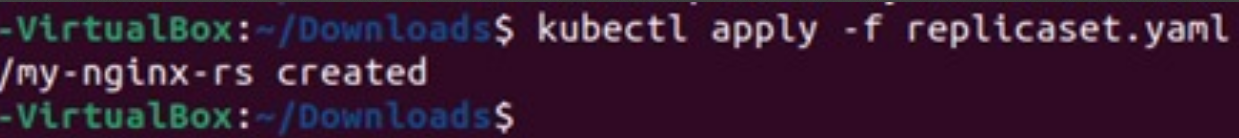 -VirtualBox:~/Downloads$ kubectl apply -f replicaset.yaml
/my-nginx-rs created
-VirtualBox:~/Downloads$